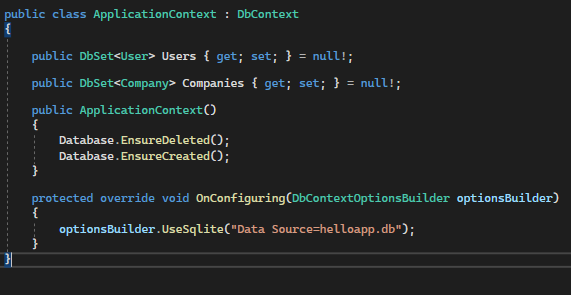 public class ApplicationContext : DbContext
{
public DbSet<User> Users { get; set; } = null!;
public DbSet<Company> Companies { get; set; } = null!;
public ApplicationContext()
{
Database.EnsureDeleted();
Database.EnsureCreated();
}
protected override void OnConfiguring(DbContextOptionsBuilder optionsBuilder)
{
optionsBuilder.UseSqlite("Data Source=helloapp.db");
}
}